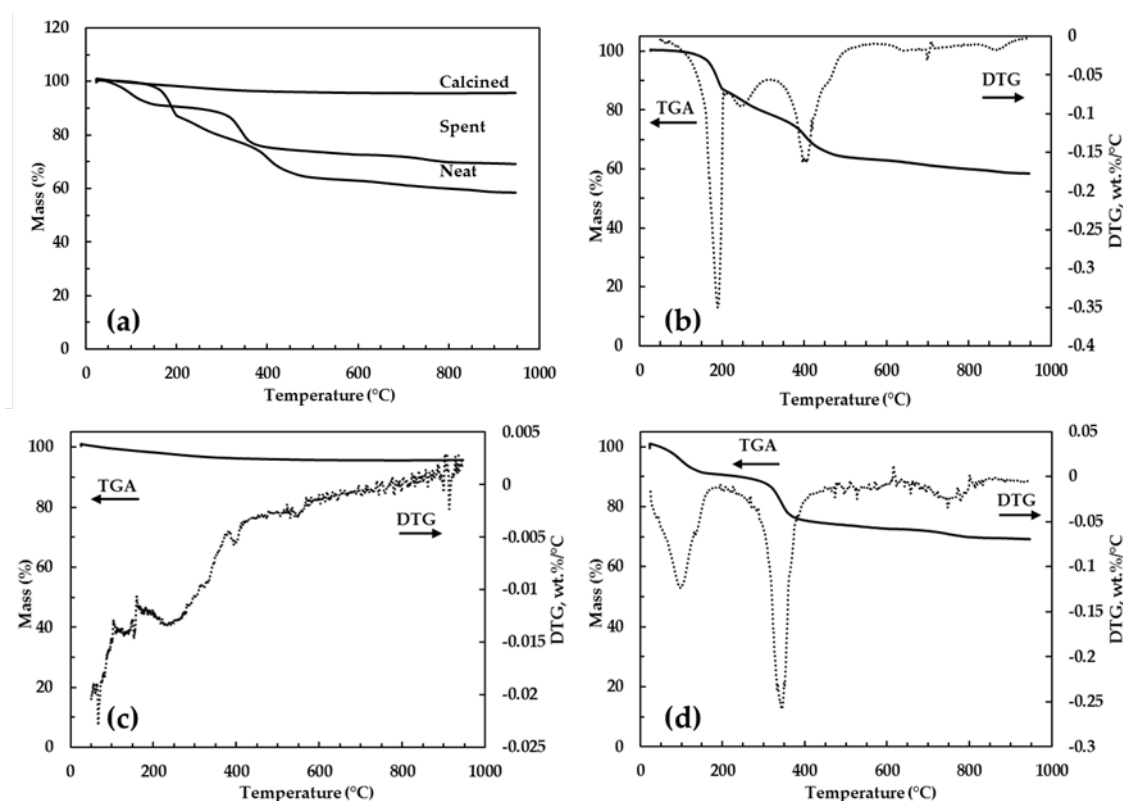 120
100
80
60
40
20
0
Mass (%)
Calcined
Spent
Neat
(a)
0 200 400 600 800 1000
Temperature (°C)
100
80
60
40
20
0
Mass (%)
TGA
DTG
(b)
0
-0.05
-0.1
-0.15
-0.2
-0.25
-0.3
-0.35
-0.4
DTG, wt.%/°C
0 200 400 600 800 1000
Temperature (°C)
100
80
60
40
20
0
Mass (%)
TGA
DTG
(c)
0.005
0
-0.005
-0.01
-0.015
-0.02
-0.025
DTG, wt.%/°C
0 200 400 600 800 1000
Temperature (°C)
100
80
60
40
20
0
Mass (%)
TGA
DTG
(d)
0.05
0
-0.05
-0.1
-0.15
-0.2
-0.25
-0.3
DTG, wt.%/°C
0 200 400 600 800 1000
Temperature (°C)